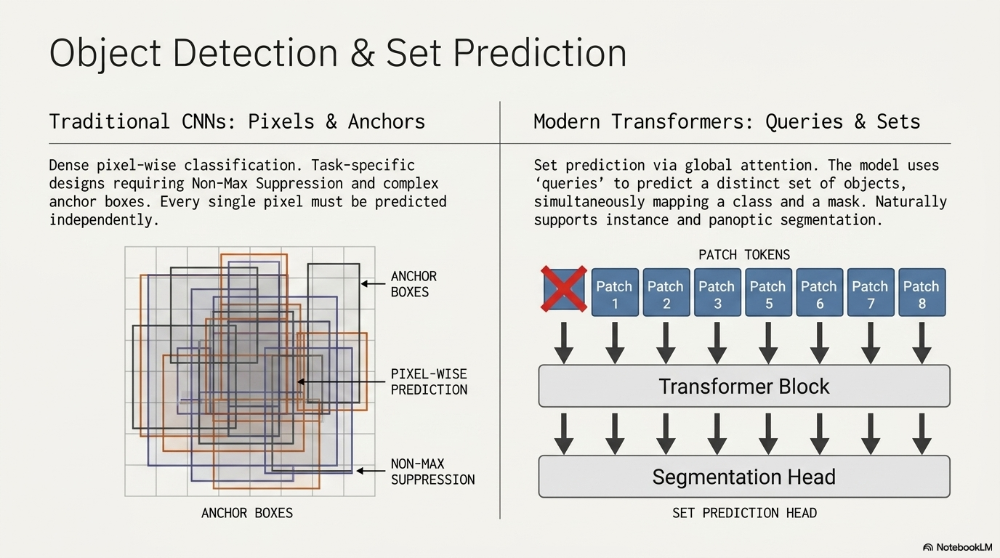 Object Detection & Set Prediction
Traditional CNNs: Pixels & Anchors
Dense pixel-wise classification. Task-specific
designs requiring Non-Max Suppression and complex
anchor boxes. Every single pixel must be predicted
independently.
ANCHOR
BOXES
PIXEL-WISE
PREDICTION
NON-MAX
SUPPRESSION
ANCHOR BOXES
Modern Transformers: Queries & Sets
Set prediction via global attention. The model uses
‘queries’ to predict a distinct set of objects,
simultaneously mapping a class and a mask. Naturally
supports instance and panoptic segmentation.
PATCH TOKENS
Patch 1
Patch 2
Patch 3
Patch 5
Patch 6
Patch 7
Patch 8
Transformer Block
Segmentation Head
SET PREDICTION HEAD
NotebookLM